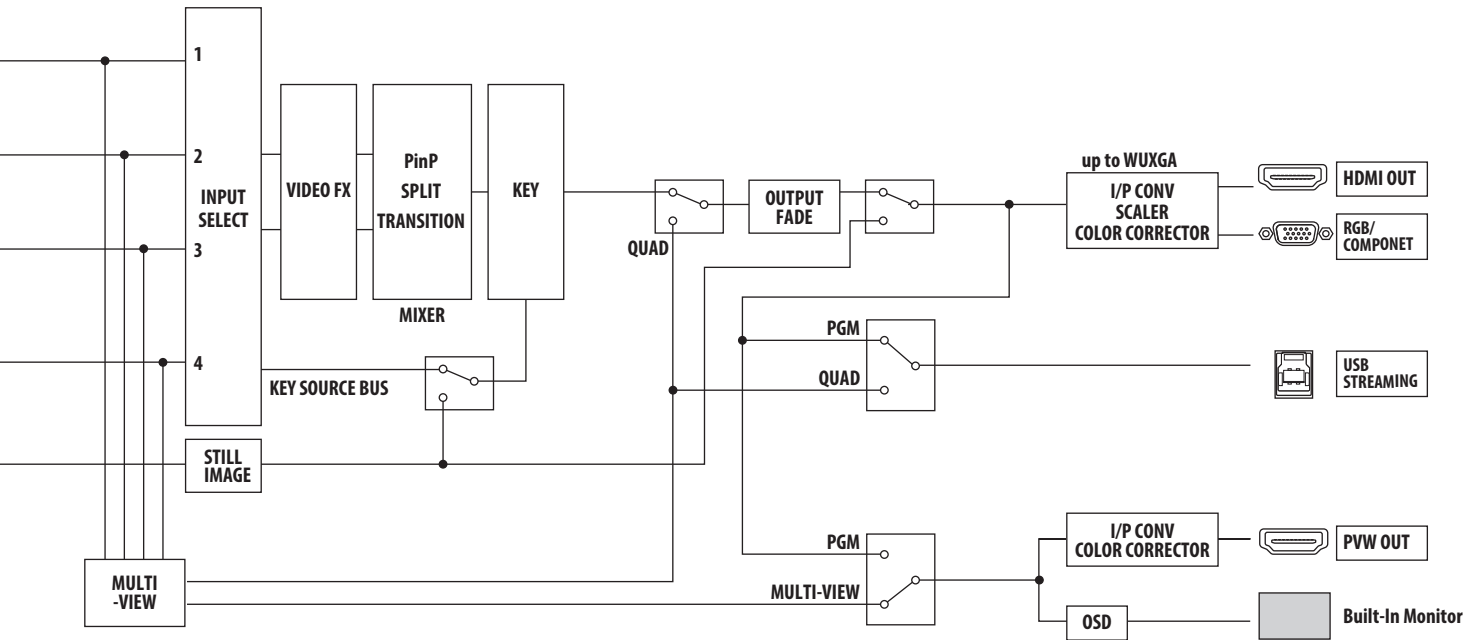 1
2
3
4
INPUT
SELECT
VIDEO FX
PinP
SPLIT
TRANSITION
MIXER
KEY
KEY SOURCE BUS
STILL
IMAGE
MULTI
-VIEW
QUAD
OUTPUT
FADE
up to WUXGA
I/P CONV
SCALER
COLOR CORRECTOR
HDMI OUT
RGB/
COMPONET
PGM
QUAD
USB
STREAMING
PGM
MULTI-VIEW
I/P CONV
COLOR CORRECTOR
PVW OUT
OSD
Built-In Monitor